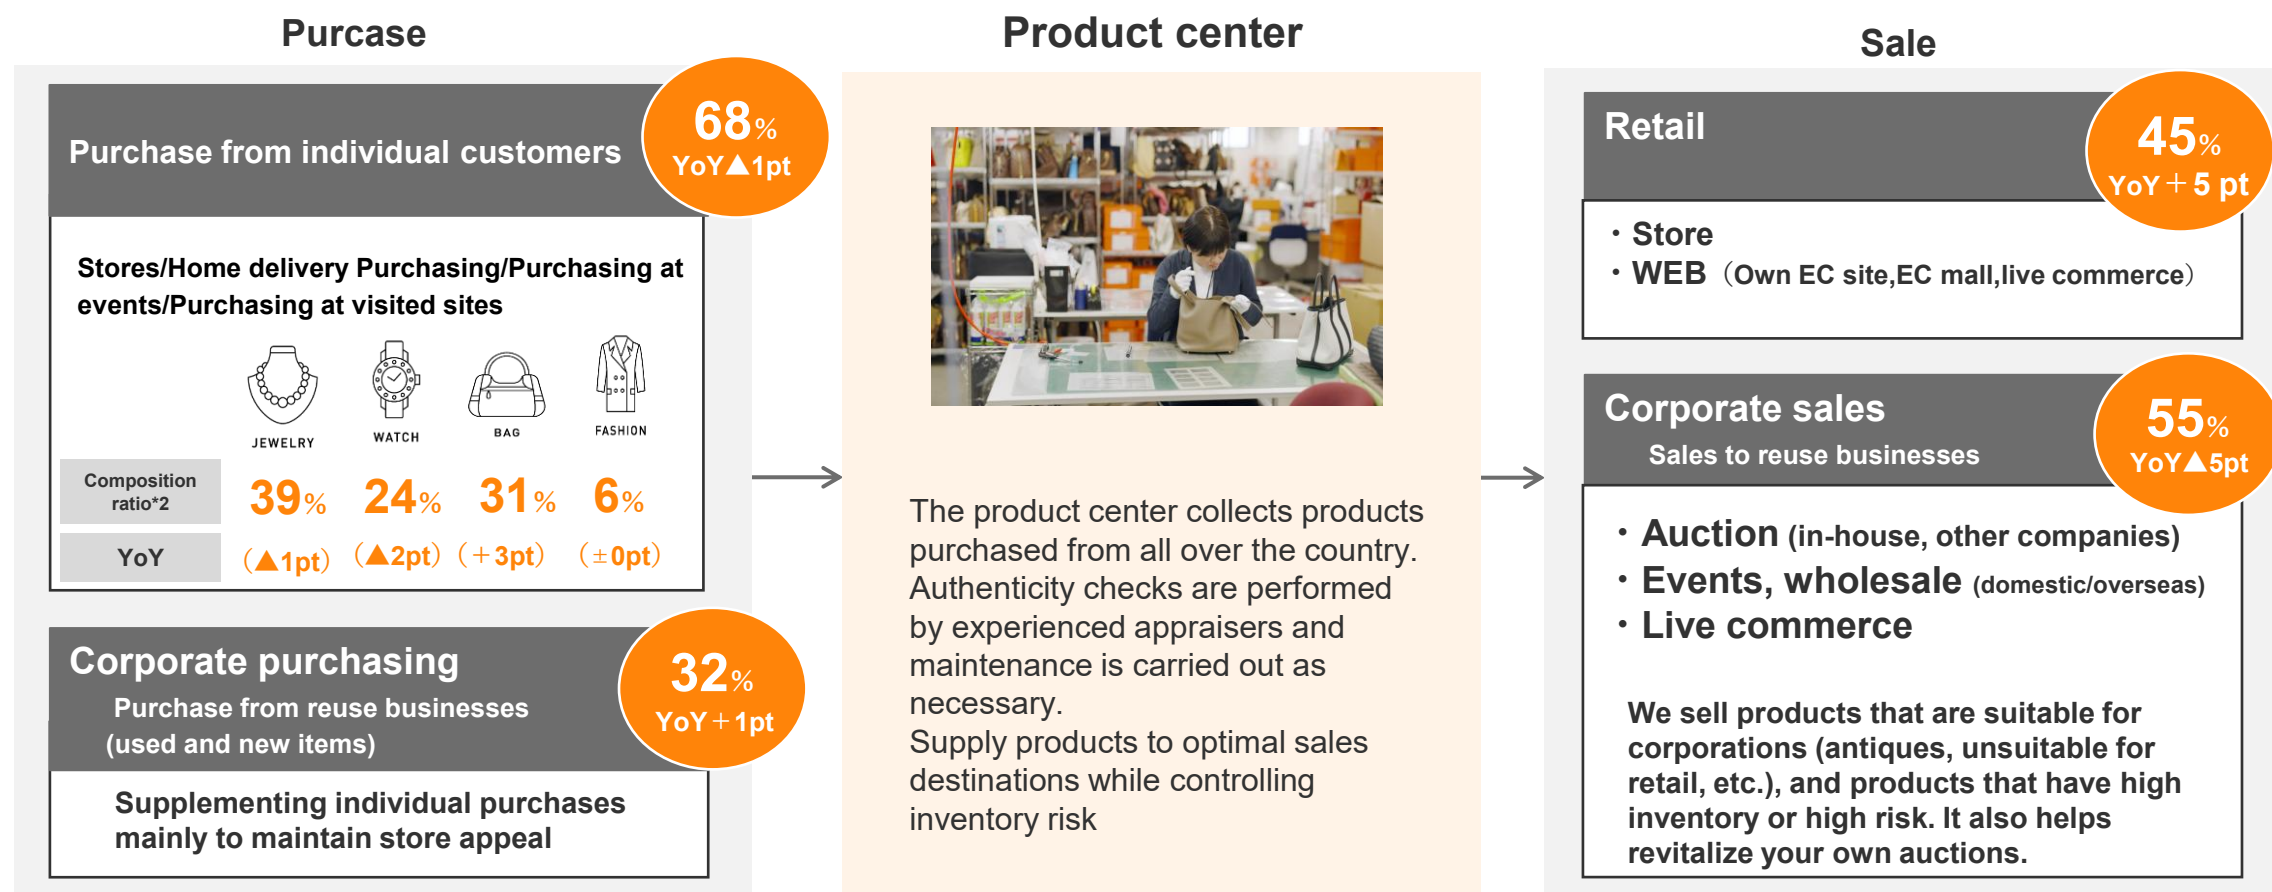 Purcase
Purchase from individual customers
68%
YoY▲1pt
Stores/Home delivery Purchasing/Purchasing at
events/Purchasing at visited sites
JEWELRY
WATCH
BAG
FASHION
Composition
ratio*2
39%
24%
31%
6%
YoY
(▲1pt)
(▲2pt)
(+3pt)
(±0pt)
Corporate purchasing
Purchase from reuse businesses
(used and new items)
32%
YoY+1pt
Supplementing individual purchases
mainly to maintain store appeal
Product center
The product center collects products
purchased from all over the country.
Authenticity checks are performed
by experienced appraisers and
maintenance is carried out as
necessary.
Supply products to optimal sales
destinations while controlling
inventory risk
Sale
Retail
45%
YoY+5 pt
・Store
・WEB（Own EC site,EC mall,live commerce）
Corporate sales
Sales to reuse businesses
55%
YoY▲5pt
・Auction (in-house, other companies)
・Events, wholesale (domestic/overseas)
・Live commerce
We sell products that are suitable for
corporations (antiques, unsuitable for
retail, etc.), and products that have high
inventory or high risk. It also helps
revitalize your own auctions.